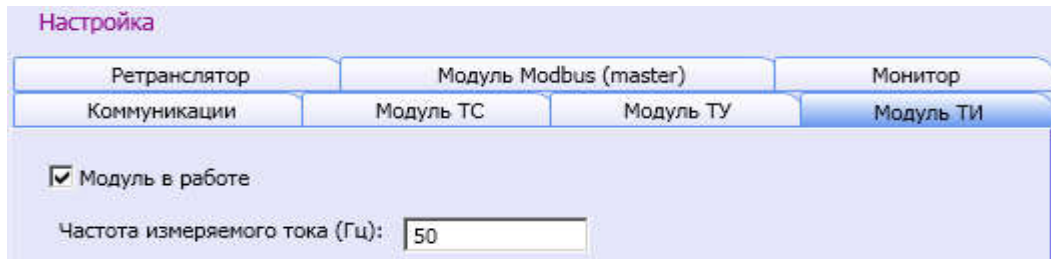 Настройка
Ретранслятор Модуль Modbus (master) Монитор
Коммуникации Модуль ТС Модуль ТУ Модуль ТИ
Модуль в работе
Частота измеряемого тока (Гц): 50